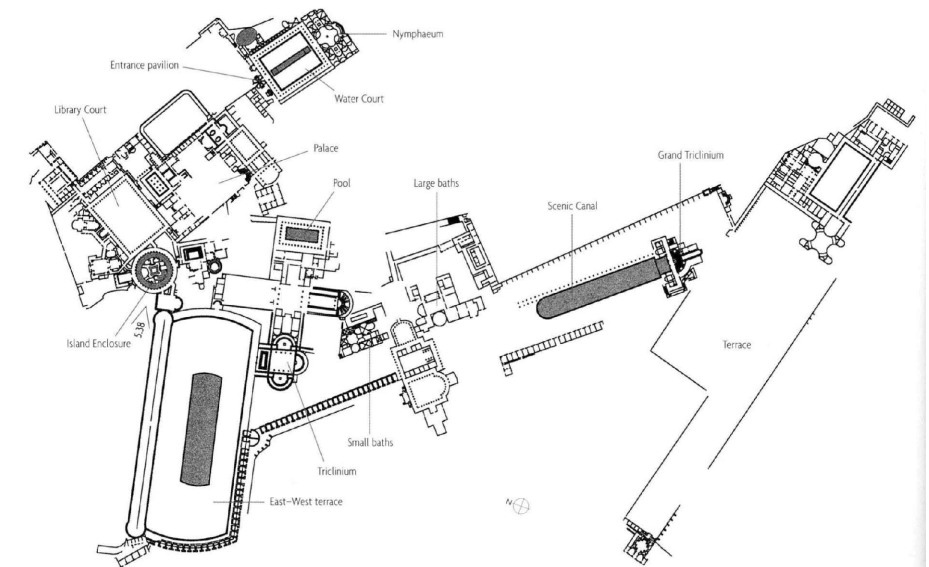 Nymphaeum
Entrance pavilion
Water Court
Library Court
Palace
Grand Triclinium
Pool
Large baths
Scenic Canal
538
Island Enclosure
Terrace
Small baths
Triclinium
East–West terrace
N